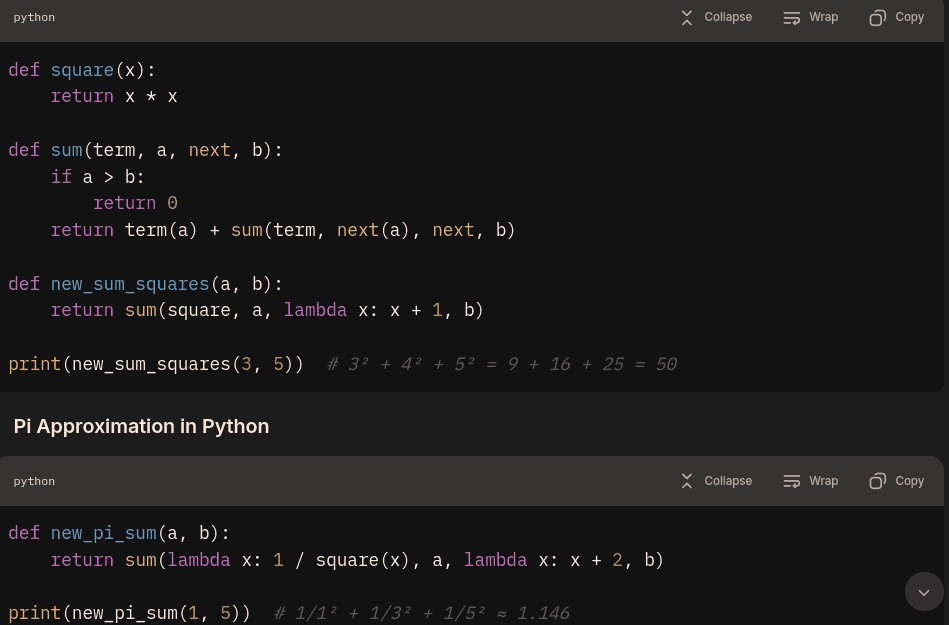 python Collapse Wrap Copy
def square(x):
    return x * x
def sum(term, a, next, b):
    if a > b:
        return 0
    return term(a) + sum(term, next(a), next, b)
def new_sum_squares(a, b):
    return sum(square, a, lambda x: x + 1, b)
print(new_sum_squares(3, 5))  # 3² + 4² + 5² = 9 + 16 + 25 = 50
Pi Approximation in Python
python Collapse Wrap Copy
def new_pi_sum(a, b):
    return sum(lambda x: 1 / square(x), a, lambda x: x + 2, b)
print(new_pi_sum(1, 5))  # 1/1² + 1/3² + 1/5² ≈ 1.146